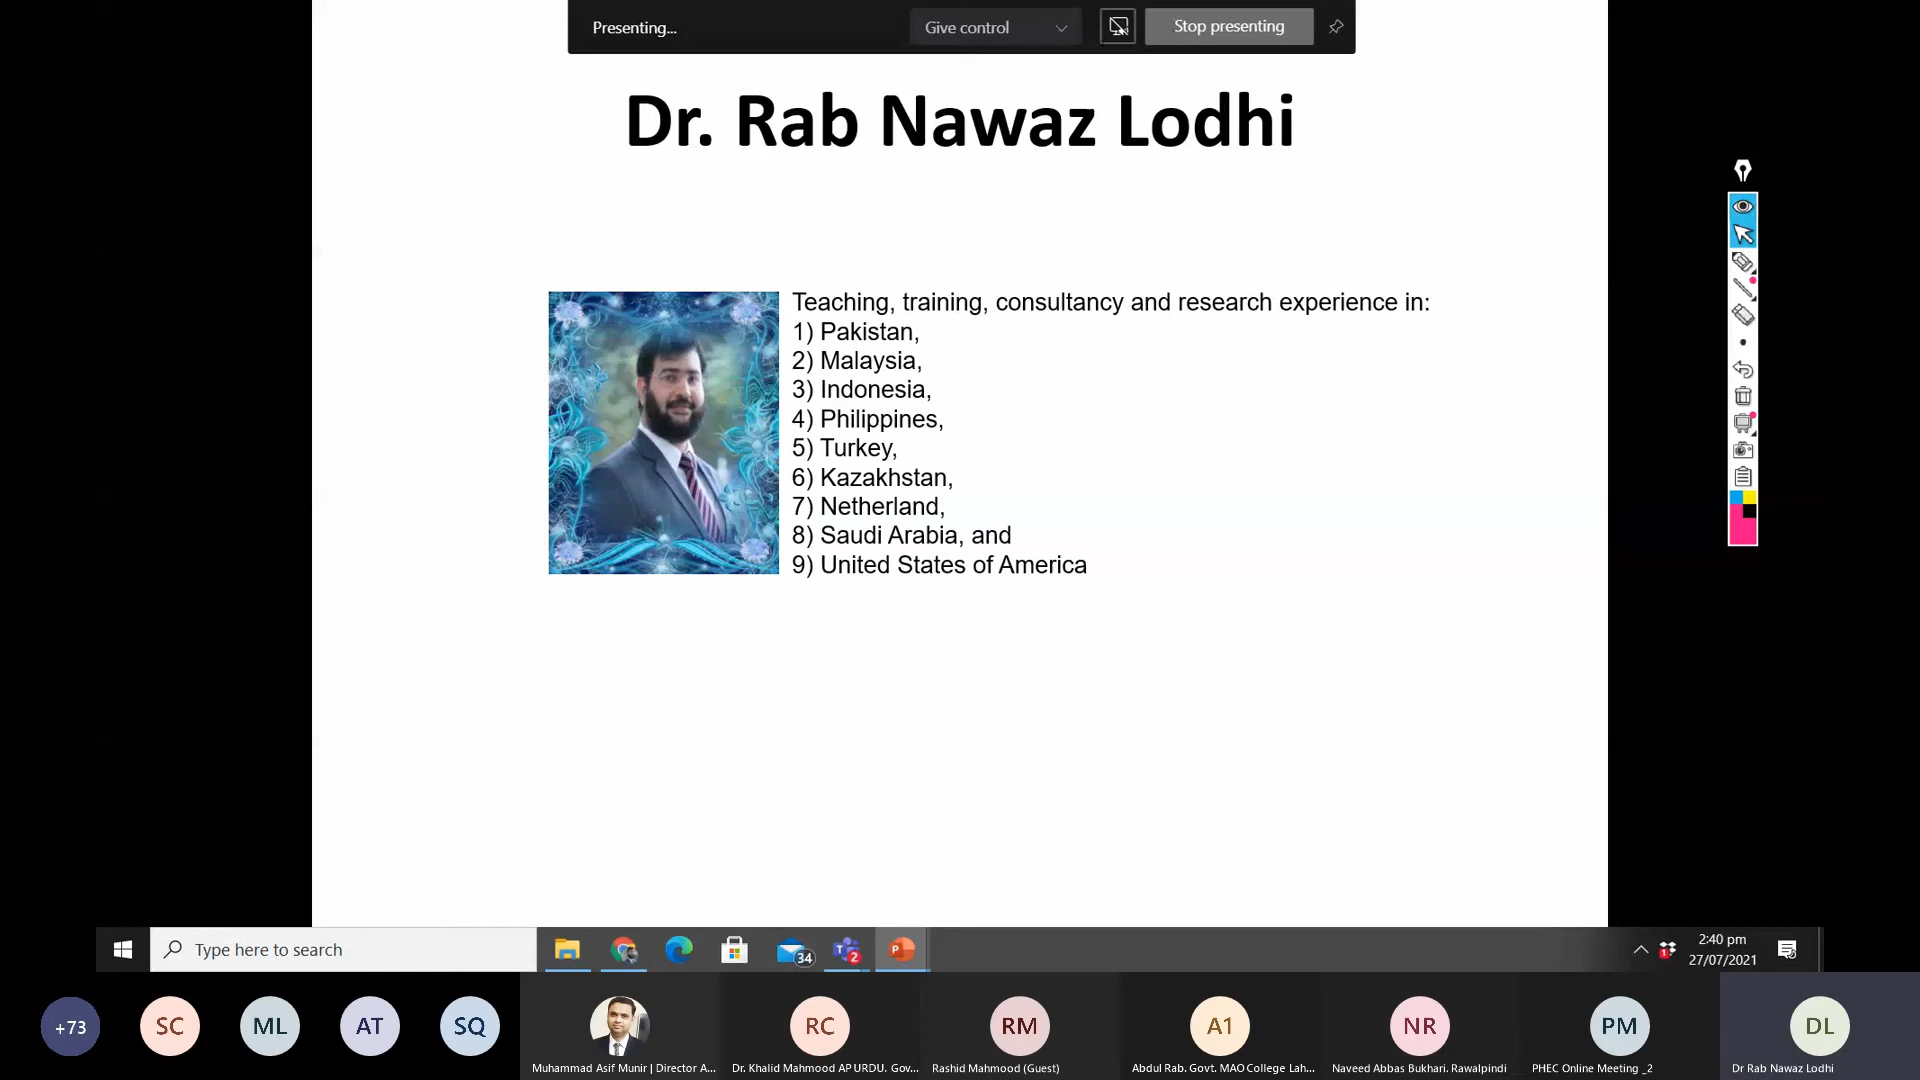 Presenting...
Give control
Stop presenting
Dr. Rab Nawaz Lodhi
Teaching, training, consultancy and research experience in:
1) Pakistan,
2) Malaysia,
3) Indonesia,
4) Philippines,
5) Turkey,
6) Kazakhstan,
7) Netherland,
8) Saudi Arabia, and
9) United States of America
Type here to search
34
2
1
2:40 pm
27/07/2021
+73
SC
ML
AT
SQ
RC
RM
A1
NR
PM
DL
Muhammad Asif Munir | Director A...
Dr. Khalid Mahmood AP URDU. Gov...
Rashid Mahmood (Guest)
Abdul Rab. Govt. MAO College Lah...
Naveed Abbas Bukhari. Rawalpindi
PHEC Online Meeting _2
Dr Rab Nawaz Lodhi